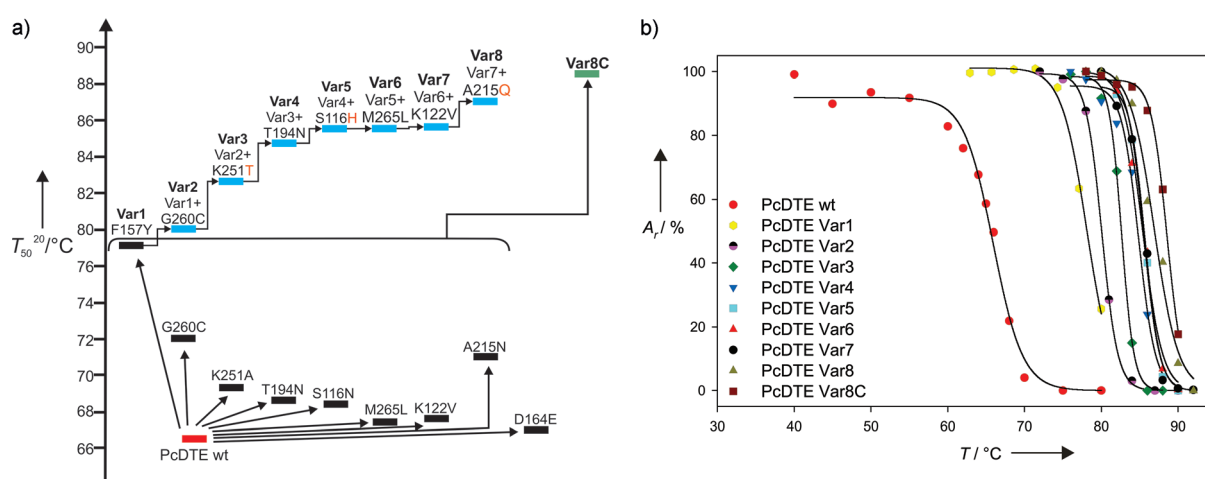 a)
90
88
86
84
82
80
76
72
70
68
66
T50 20/°C
Var1
F157Y
Var2
Var1+
G260C
Var3
Var2+
K251T
Var4
Var3+
T194N
Var5
Var4+
S116H
Var6
Var5+
M265L
Var7
Var6+
K122V
Var8
Var7+
A215Q
Var8C
G260C
K251A
T194N
S116N
M265L
K122V
A215N
D164E
PcDTE wt
b)
100
80
60
40
20
0
Ar / %
PcDTE wt
PcDTE Var1
PcDTE Var2
PcDTE Var3
PcDTE Var4
PcDTE Var5
PcDTE Var6
PcDTE Var7
PcDTE Var8
PcDTE Var8C
30 40 50 60 70 80 90
T / °C